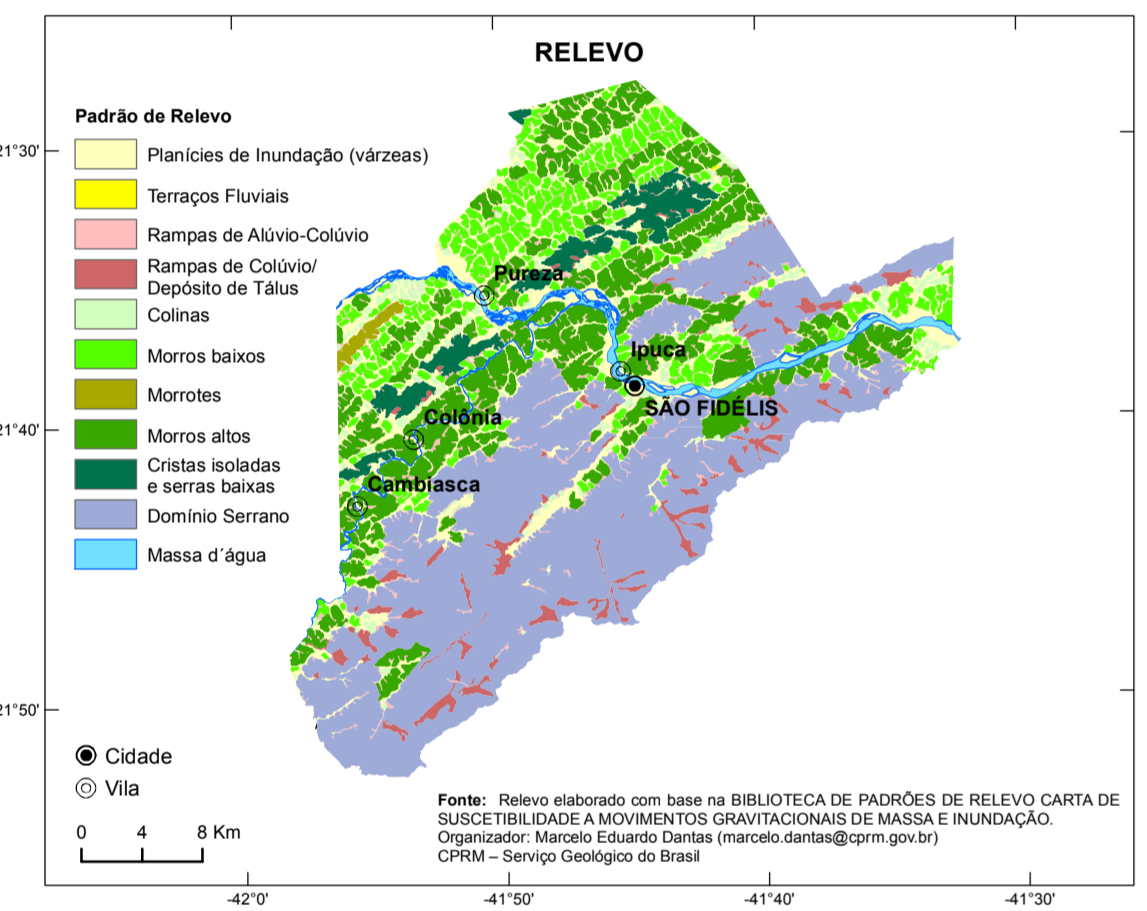 RELEVO
Padrão de Relevo
Planícies de Inundação (várzeas)
Terraços Fluviais
Rampas de Alúvio-Colúvio
Rampas de Colúvio/
Depósito de Tálus
Colinas
Morros baixos
Morrotes
Morros altos
Cristas isoladas
e serras baixas
Domínio Serrano
Massa d´água
21°30'
21°40'
21°50'
Pureza
Ipuca
SÃO FIDÉLIS
Colônia
Cambiasca
Cidade
Vila
0 4 8 Km
Fonte: Relevo elaborado com base na BIBLIOTECA DE PADRÕES DE RELEVO CARTA DE
SUSCETIBILIDADE A MOVIMENTOS GRAVITACIONAIS DE MASSA E INUNDAÇÃO.
Organizador: Marcelo Eduardo Dantas (marcelo.dantas@cprm.gov.br)
CPRM – Serviço Geológico do Brasil
-42°0' -41°50' -41°40' -41°30'